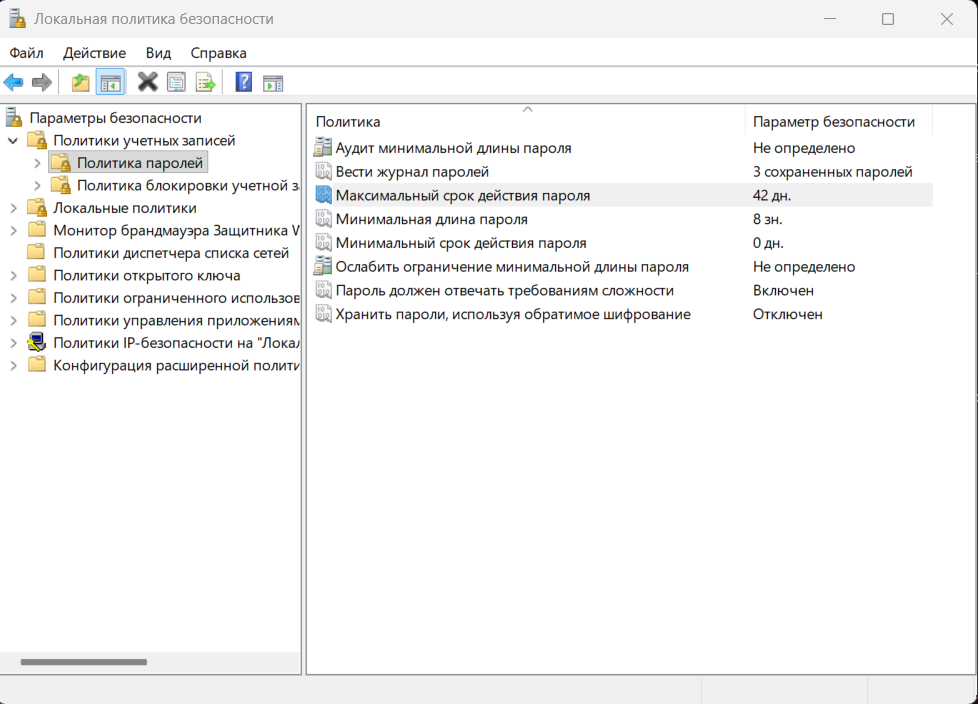 Локальная политика безопасности
Файл Действие Вид Справка
Параметры безопасности
Политики учетных записей
Политика паролей
Политика блокировки учетной з
Локальные политики
Монитор брандмауэра Защитника W
Политики диспетчера списка сетей
Политики открытого ключа
Политики ограниченного использов
Политики управления приложениям
Политики IP-безопасности на "Локал
Конфигурация расширенной полити
Политика Параметр безопасности
Аудит минимальной длины пароля Не определено
Вести журнал паролей 3 сохраненных паролей
Максимальный срок действия пароля 42 дн.
Минимальная длина пароля 8 зн.
Минимальный срок действия пароля 0 дн.
Ослабить ограничение минимальной длины пароля Не определено
Пароль должен отвечать требованиям сложности Включен
Хранить пароли, используя обратимое шифрование Отключен